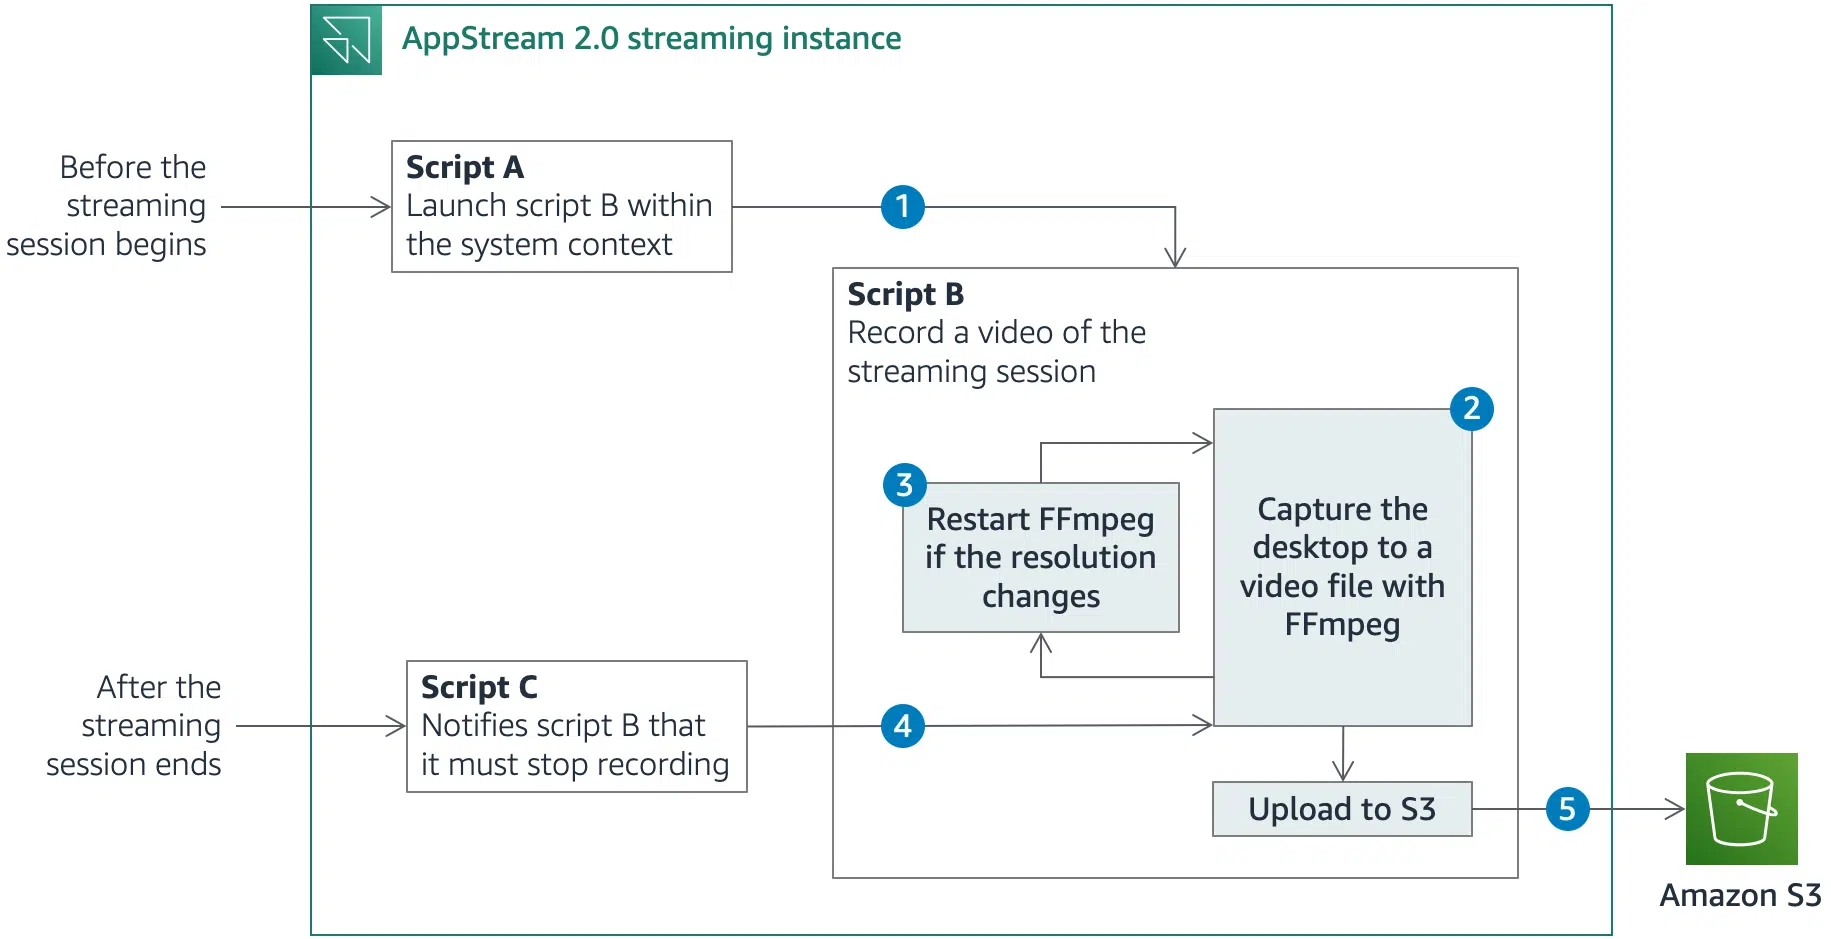 AppStream 2.0 streaming instance
Before the
streaming
session begins
Script A
Launch script B within
the system context
1
Script B
Record a video of the
streaming session
2
Capture the
desktop to a
video file with
FFmpeg
3
Restart FFmpeg
if the resolution
changes
After the
streaming
session ends
Script C
Notifies script B that
it must stop recording
4
Upload to S3
5
Amazon S3